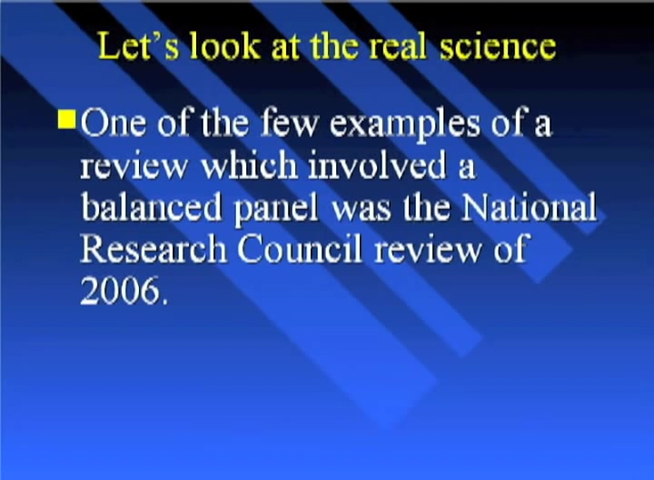 Let's look at the real science
One of the few examples of a
review which involved a
balanced panel was the National
Research Council review of
2006.